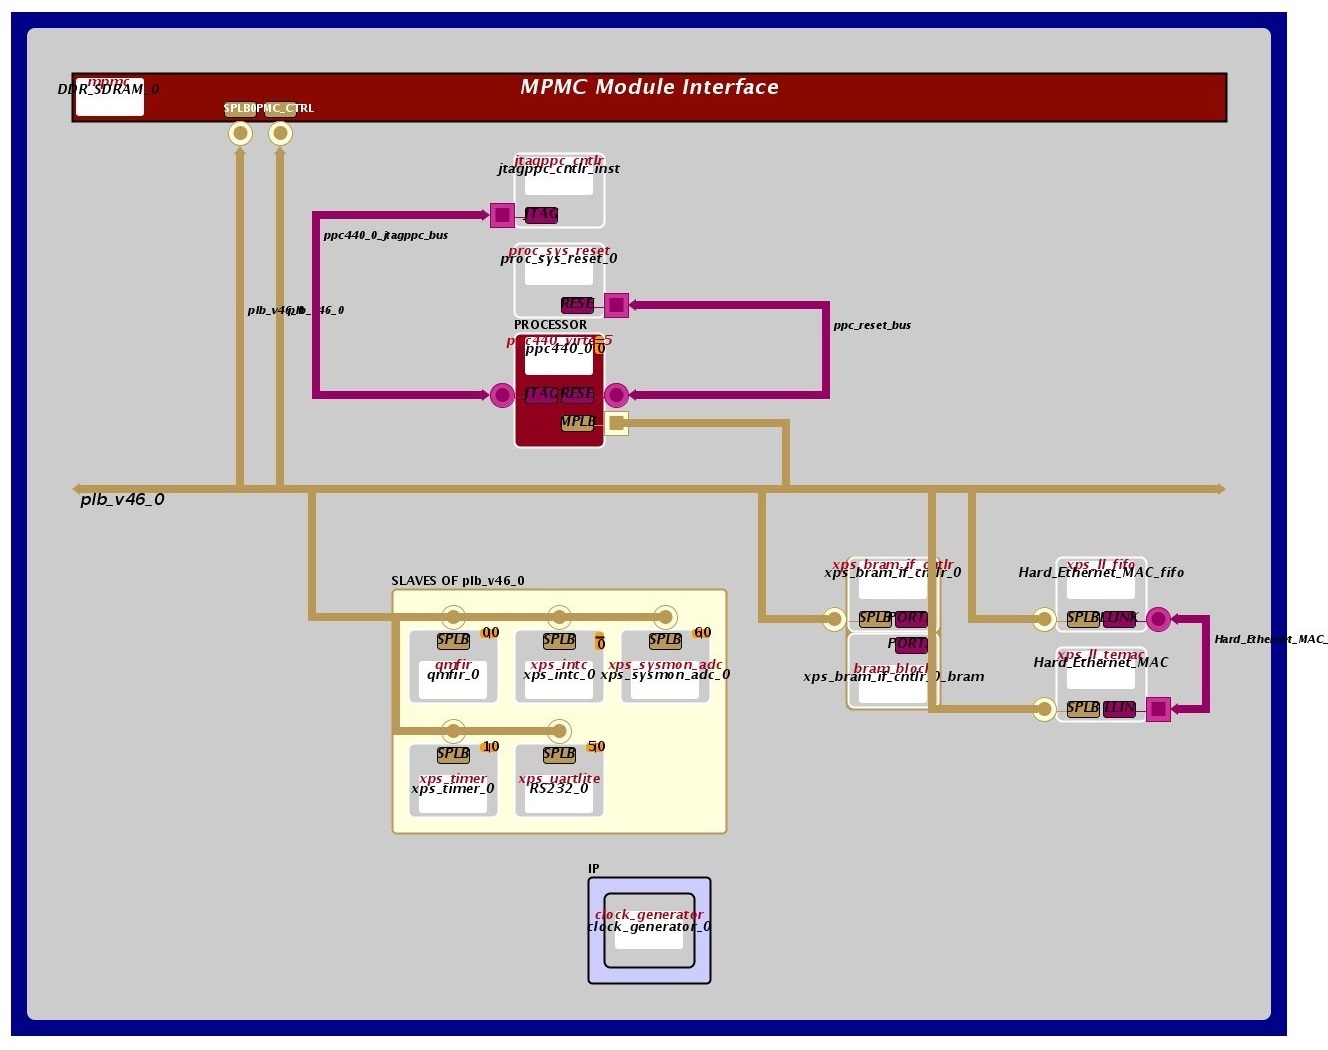 MPMC Module Interface
mpmc
DDR_SDRAM_0
SPLB0
PMC_CTRL
jtagppc_cntlr
jtagppc_cntlr_inst
JTAG
ppc440_0_jtagppc_bus
proc_sys_reset
proc_sys_reset_0
RESE
plb_v46_0
plb_v46_0
PROCESSOR
ppc_reset_bus
ppc440_virtex5
ppc440_0
0
JTAG
RESE
MPLB
plb_v46_0
xps_bram_if_cntlr
xps_bram_if_cntlr_0
SPLB
PORT
PORT
bram_block
xps_bram_if_cntlr_0_bram
xps_ll_fifo
Hard_Ethernet_MAC_fifo
SPLB
LLINK
Hard_Ethernet_MAC_
xps_ll_temac
Hard_Ethernet_MAC
SPLB
LLIN
SLAVES OF plb_v46_0
00
SPLB
qmfir
qmfir_0
SPLB
xps_intc
xps_intc_0
60
SPLB
xps_sysmon_adc
xps_sysmon_adc_0
10
SPLB
xps_timer
xps_timer_0
50
SPLB
xps_uartlite
RS232_0
IP
clock_generator
clock_generator_0